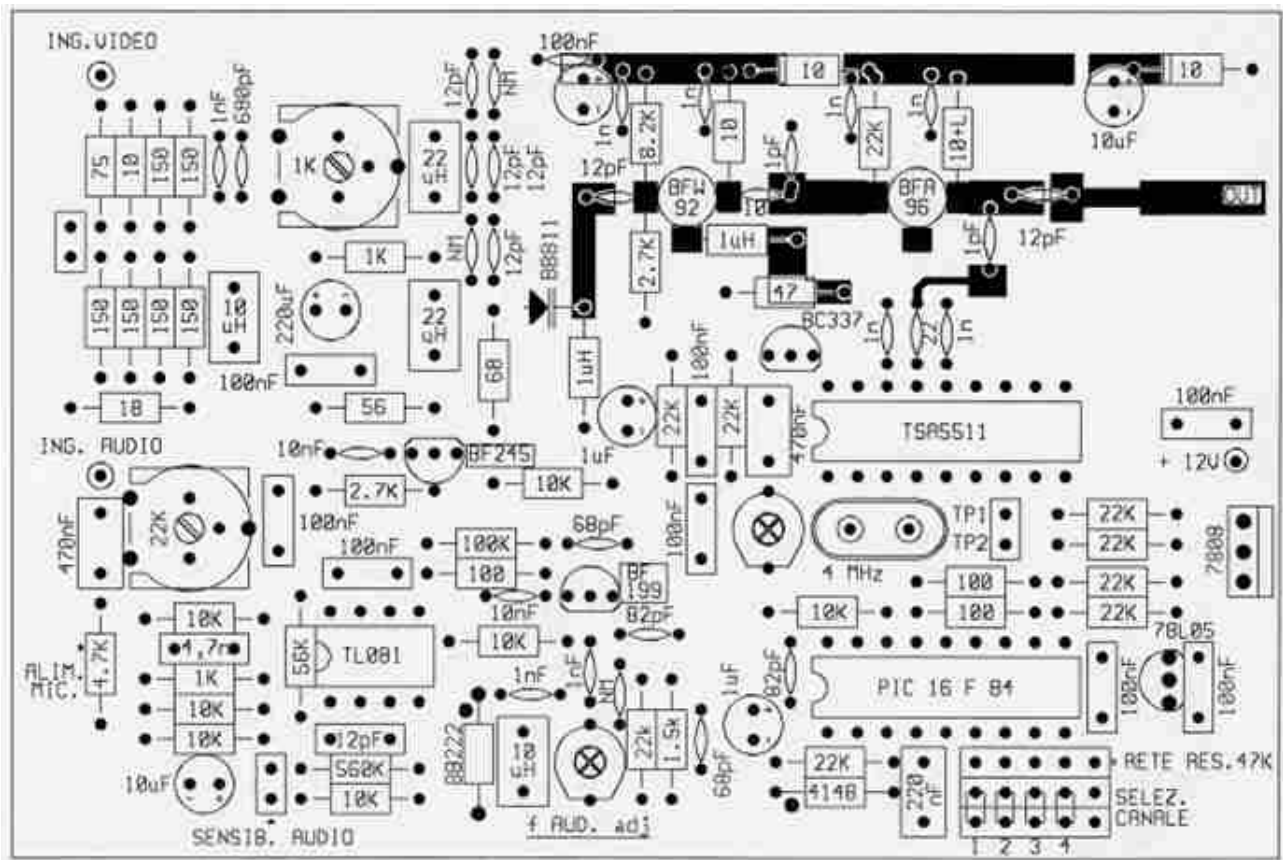 ING.VIDEO
100nF
10
10
12pF
NM
1nF
680pF
1n
8.2K
1n
10
1n
22K
1n
10+L
10uF
75
10
150
150
1K
22 uH
12pF
12pF
12pF
BFW 92
10
1pF
BFR 96
OUT
12pF
1pF
NM
12pF
BB811
1uH
2.7K
47
BC337
1K
150
150
150
150
10 uH
220uF
22 uH
68
1uH
100nF
1n
22
1n
100nF
18
56
1uF
22K
22K
470nF
TSA5511
100nF
+ 12V
ING. AUDIO
10nF
BF245
10K
2.7K
470nF
22K
100nF
100nF
100K
100
68pF
100nF
4 MHz
TP1
TP2
22K
22K
7808
BF 199
10nF
82pF
100
100
22K
22K
10K
10K
4,7n
1K
10K
10K
ALIM. MIC.
4.7K
56K
TL081
10K
1nF
1nF
NM
82pF
1uF
PIC 16 F 84
100nF
78L05
100nF
12pF
560K
10K
10uF
BB222
10 uH
22k
1.5k
68pF
22K
4148
220 nF
RETE RES.47K
SELEZ.
CANALE
SENSIB. AUDIO
f AUD. adj
1 2 3 4